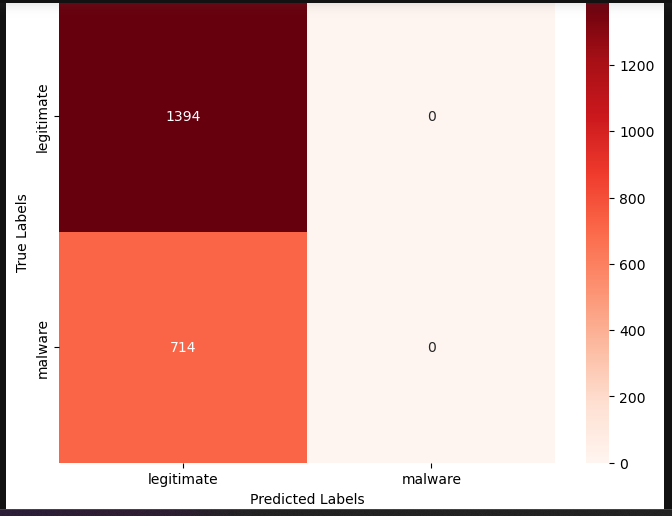 True Labels
legitimate
malware
1394
0
714
0
legitimate
malware
Predicted Labels
1200
1000
800
600
400
200
0